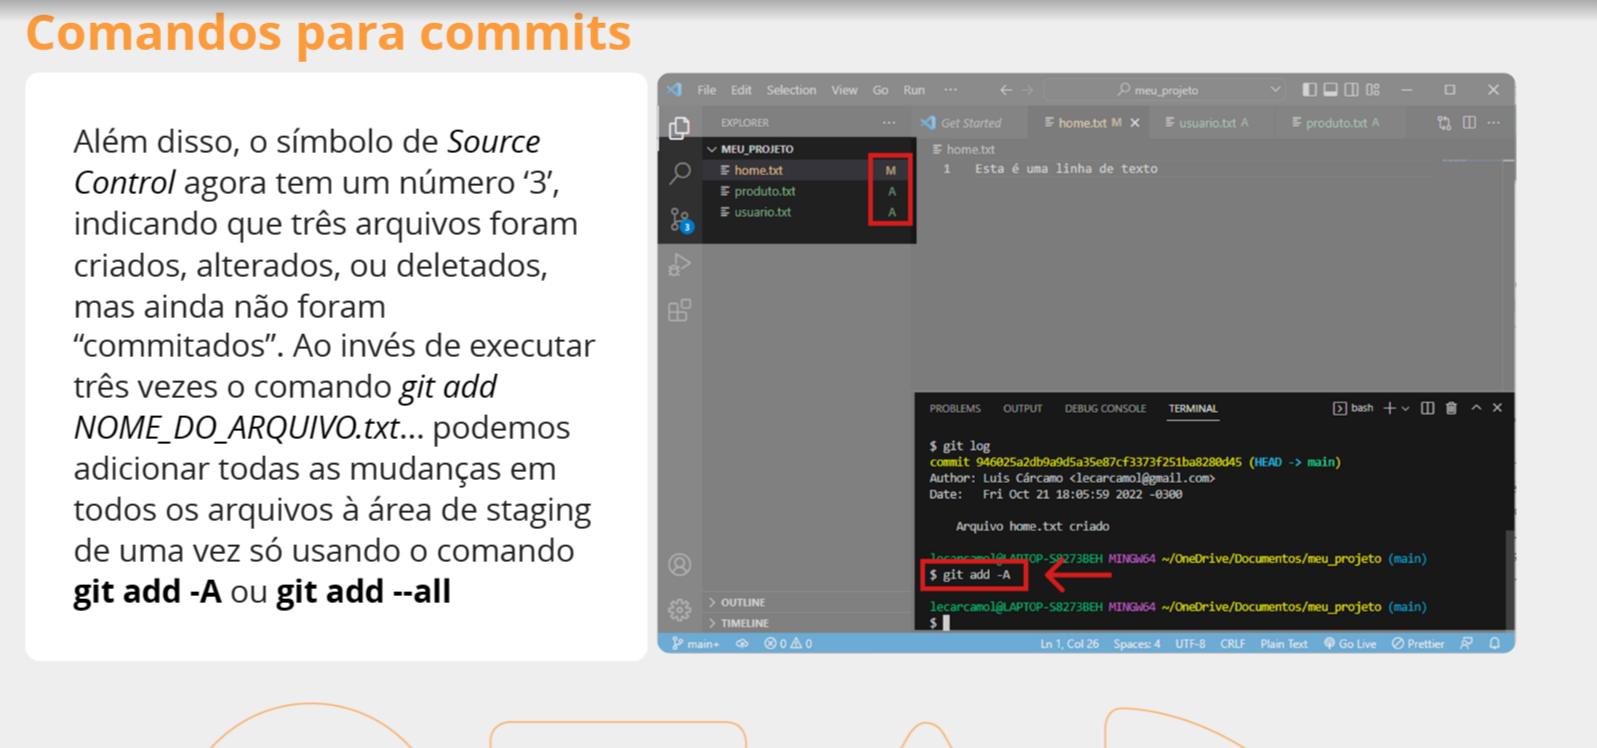 Comandos para commits
Além disso, o símbolo de Source
Control agora tem um número ‘3’,
indicando que três arquivos foram
criados, alterados, ou deletados,
mas ainda não foram
“commitados”. Ao invés de executar
três vezes o comando git add
NOME_DO_ARQUIVO.txt... podemos
adicionar todas as mudanças em
todos os arquivos à área de staging
de uma vez só usando o comando
git add -A ou git add --all
File Edit Selection View Go Run ··· meu_projeto
EXPLORER ···
Get Started home.txt M usuario.txt A produto.txt A ···
MEU_PROJETO
home.txt M
produto.txt A
usuario.txt A
3
home.txt
1 Esta é uma linha de texto
PROBLEMS OUTPUT DEBUG CONSOLE TERMINAL bash
$ git log
commit 946025a2db9a9d5a35e87cf3373f251ba8280d45 (HEAD -> main)
Author: Luis Cárcamo <lecarcamol@gmail.com>
Date: Fri Oct 21 18:05:59 2022 -0300
Arquivo home.txt criado
lecarcamol@LAPTOP-S8273BEH MINGW64 ~/OneDrive/Documentos/meu_projeto (main)
$ git add -A
lecarcamol@LAPTOP-S8273BEH MINGW64 ~/OneDrive/Documentos/meu_projeto (main)
$
OUTLINE
TIMELINE
main+ 0 0 Ln 1, Col 26 Spaces: 4 UTF-8 CRLF Plain Text Go Live Prettier